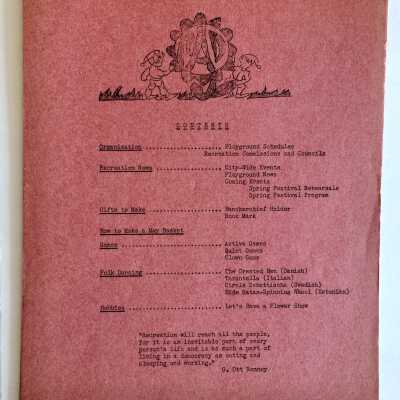 CONTENTS
Organization ..................... Playground Schedules
Recreation Commissions and Councils
Recreation News .................. City-Wide Events
Playground News
Coming Events
Spring Festival Rehearsals
Spring Festival Program
Gifts to Make .................... Handkerchief Holder
Book Mark
How to Make a May Basket
Games ............................ Active Games
Quiet Games
Clown Game
Folk Dancing ..................... The Crested Hen (Danish)
Tarantella (Italian)
Circle Schottische (Swedish)
Eide Ratas-Spinning Wheel (Estonian)
Hobbies .......................... Let's Have a Flower Show
"Recreation will reach all the people,
for it is an inevitable part of every
person's life and is as much a part of
living in a democracy as eating and
sleeping and working."
G. Ott Romney